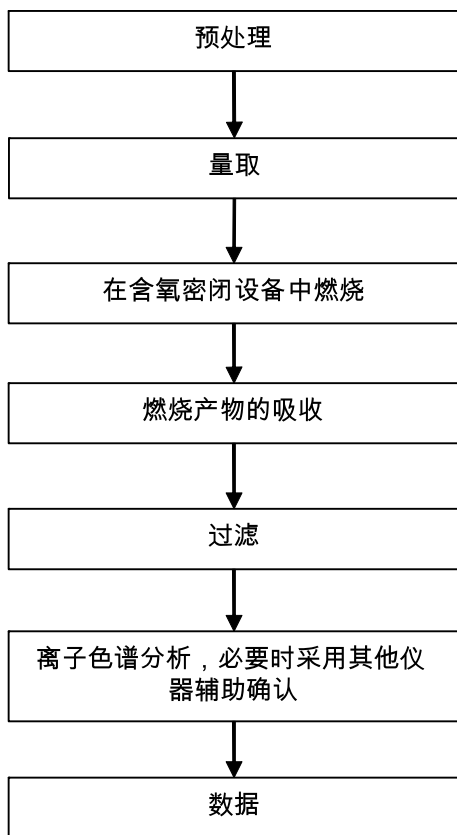 预处理
量取
在含氧密闭设备中燃烧
燃烧产物的吸收
过滤
离子色谱分析，必要时采用其他仪
器辅助确认
数据